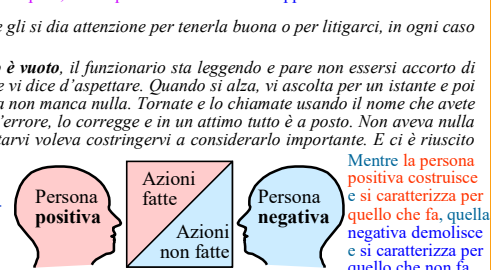 e gli si dia attenzione per tenerla buona o per litigarci, in ogni caso
è vuoto, il funzionario sta leggendo e pare non essersi accorto di
e vi dice d'aspettare. Quando si alza, vi ascolta per un istante e poi
a non manca nulla. Tornate e lo chiamate usando il nome che avete
l'errore, lo corregge e in un attimo tutto è a posto. Non aveva nulla
tarvi voleva costringervi a considerarlo importante. E ci è riuscito
Persona
positiva
Azioni
fatte
Azioni
non fatte
Persona
negativa
Mentre la persona
positiva costruisce
e si caratterizza per
quello che fa, quella
negativa demolisce
e si caratterizza per
quello che non fa